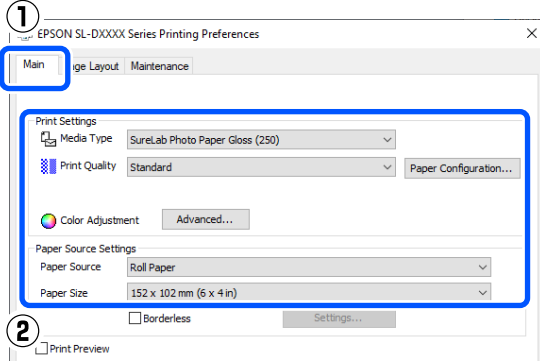 1
EPSON SL-DXXXX Series Printing Preferences
Main
ge Layout
Maintenance
Print Settings
Media Type
SureLab Photo Paper Gloss (250)
Print Quality
Standard
Paper Configuration...
Color Adjustment
Advanced...
Paper Source Settings
Paper Source
Roll Paper
Paper Size
152 x 102 mm (6 x 4 in)
Borderless
Settings...
2
Print Preview